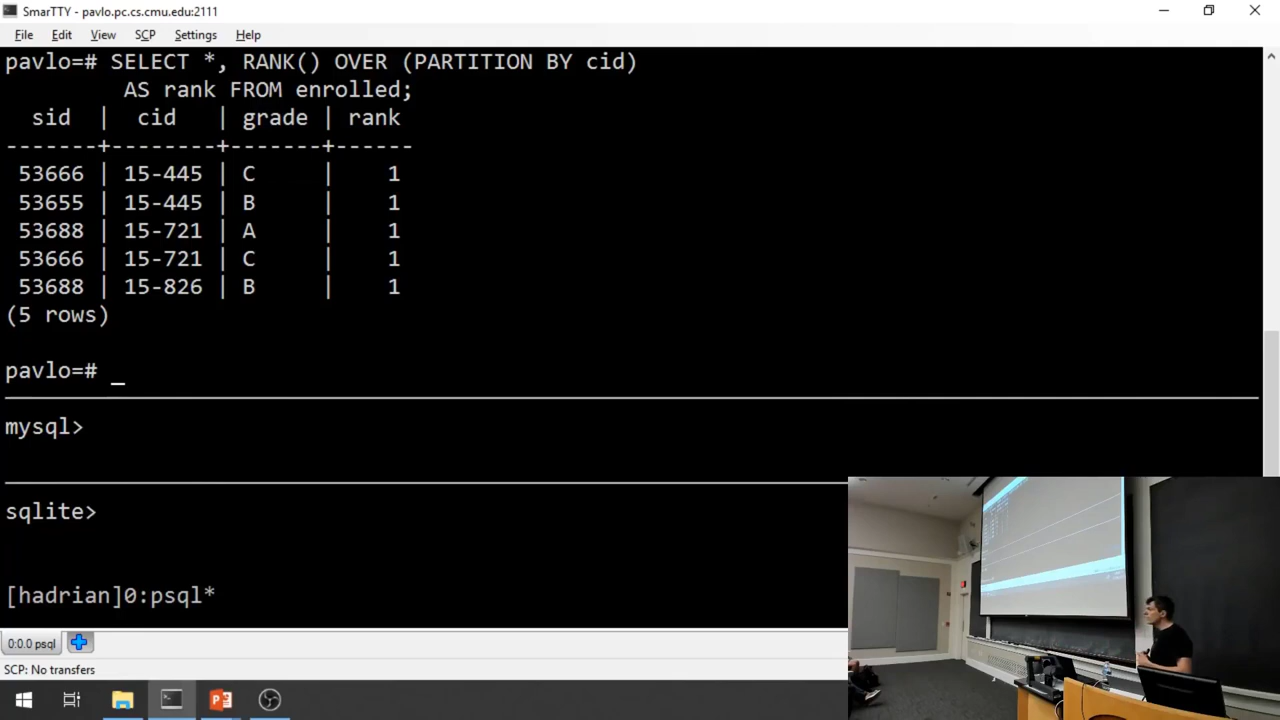 SmarTTY - pavlo.pc.cs.cmu.edu:2111
File Edit View SCP Settings Help
pavlo=# SELECT *, RANK() OVER (PARTITION BY cid)
AS rank FROM enrolled;
sid | cid | grade | rank
-------+--------+-------+------
53666 | 15-445 | C | 1
53655 | 15-445 | B | 1
53688 | 15-721 | A | 1
53666 | 15-721 | C | 1
53688 | 15-826 | B | 1
(5 rows)
pavlo=# _
mysql>
sqlite>
[hadrian]0:psql*
0:0.0 psql
SCP: No transfers